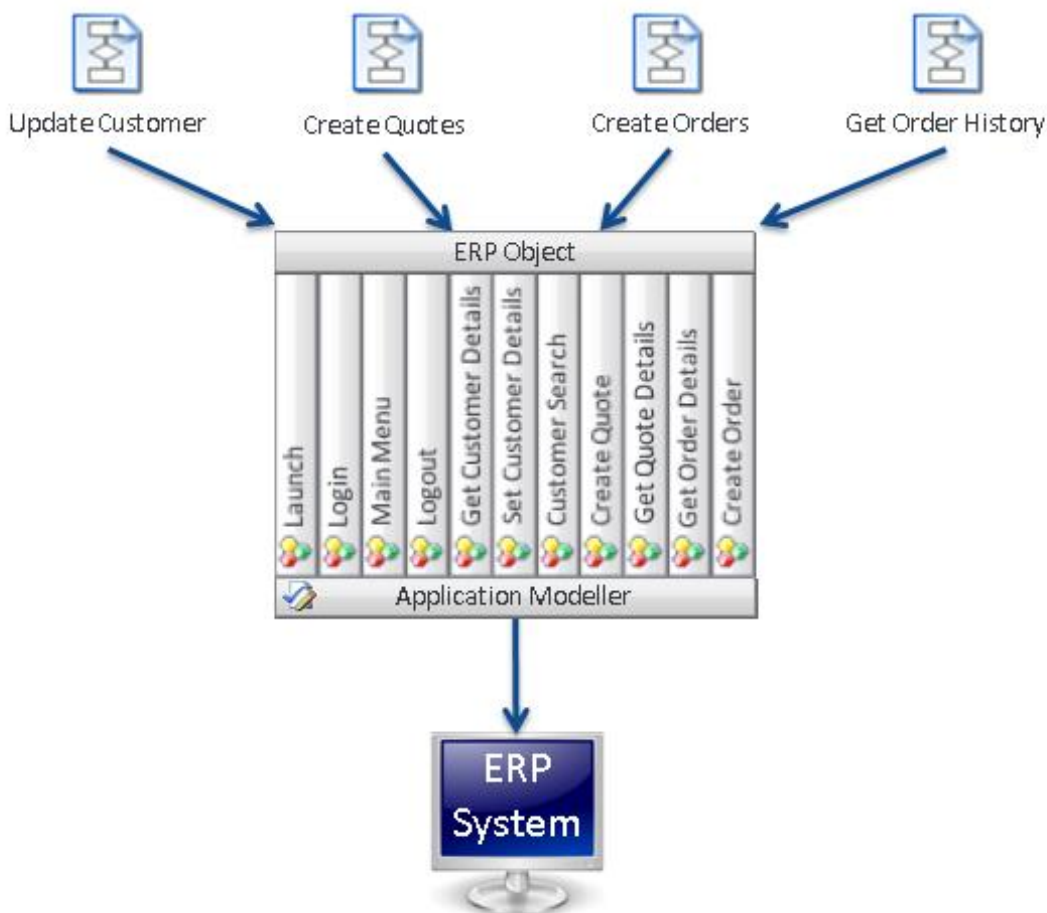 Update Customer
Create Quotes
Create Orders
Get Order History
ERP Object
Launch
Login
Main Menu
Logout
Get Customer Details
Set Customer Details
Customer Search
Create Quote
Get Quote Details
Get Order Details
Create Order
Application Modeller
ERP
System